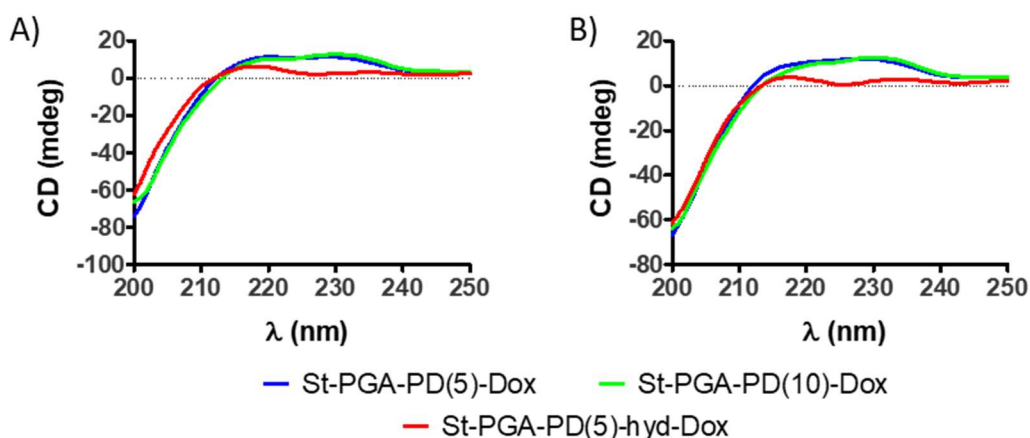 A)
CD (mdeg)
20
0
-20
-40
-60
-80
-100
200 210 220 230 240 250
λ (nm)
B)
CD (mdeg)
20
0
-20
-40
-60
-80
200 210 220 230 240 250
λ (nm)
St-PGA-PD(5)-Dox St-PGA-PD(10)-Dox
St-PGA-PD(5)-hyd-Dox